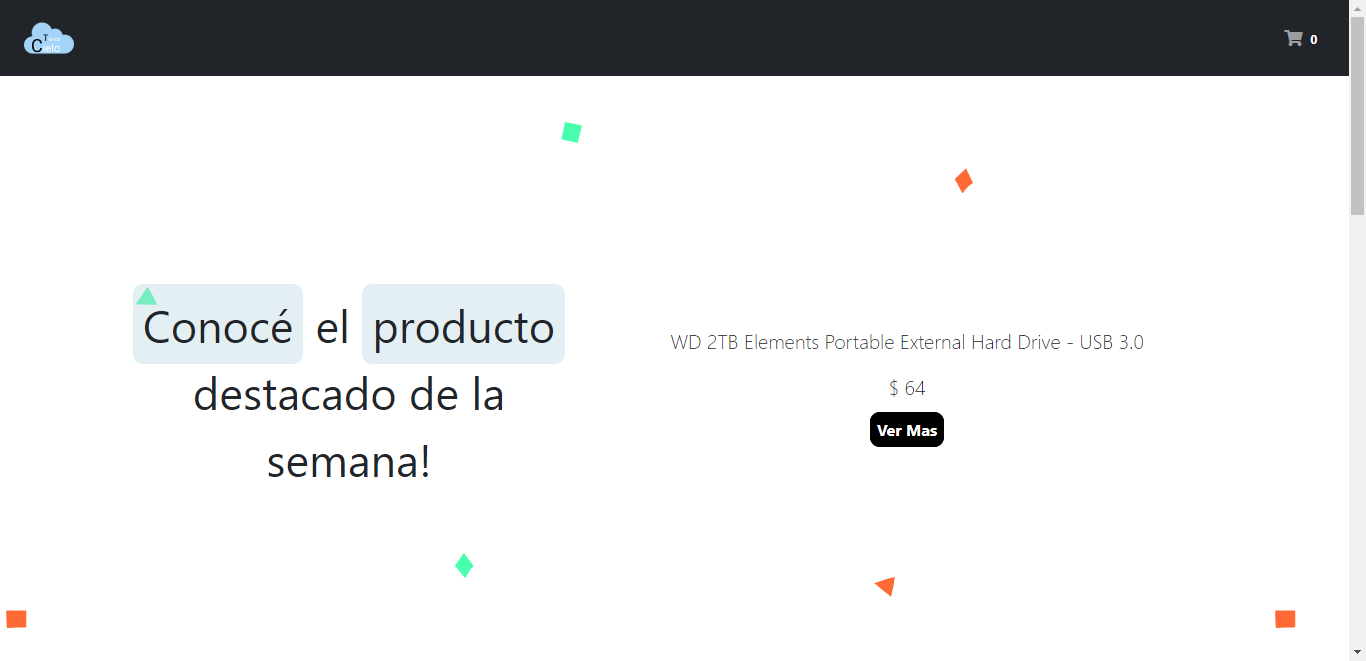 Tienda
Cielo
0
Conocé el producto
destacado de la
semana!
WD 2TB Elements Portable External Hard Drive - USB 3.0
$ 64
Ver Mas